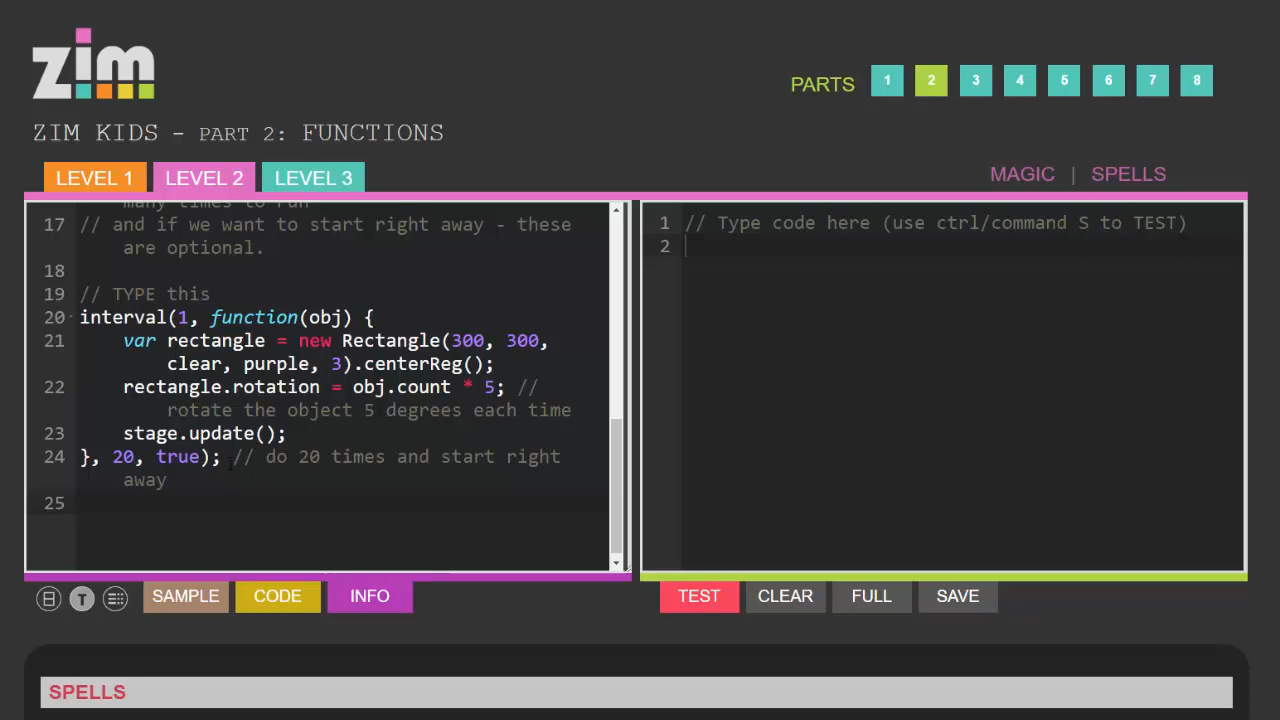 zim
PARTS 1 2 3 4 5 6 7 8
ZIM KIDS - PART 2: FUNCTIONS
LEVEL 1 LEVEL 2 LEVEL 3
MAGIC | SPELLS
many times to run
17 // and if we want to start right away - these
are optional.
18
19 // TYPE this
20 interval(1, function(obj) {
21 var rectangle = new Rectangle(300, 300,
clear, purple, 3).centerReg();
22 rectangle.rotation = obj.count * 5; //
rotate the object 5 degrees each time
23 stage.update();
24 }, 20, true); // do 20 times and start right
away
25
1 // Type code here (use ctrl/command S to TEST)
2
T SAMPLE CODE INFO
TEST CLEAR FULL SAVE
SPELLS